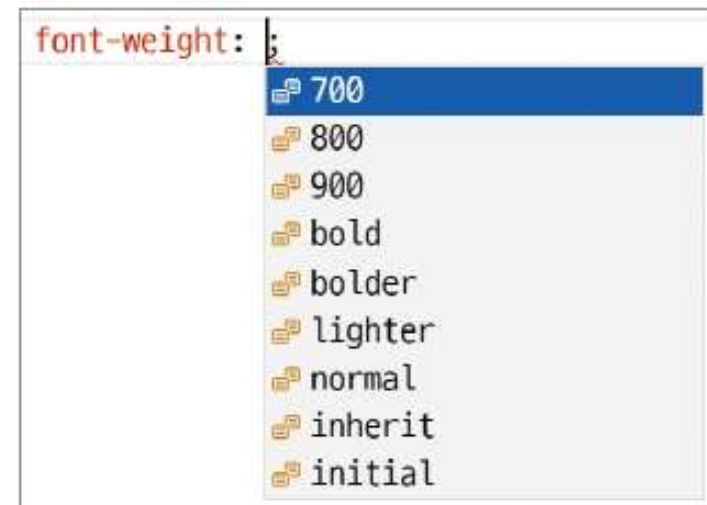 font-weight: ;
700
800
900
bold
bolder
lighter
normal
inherit
initial